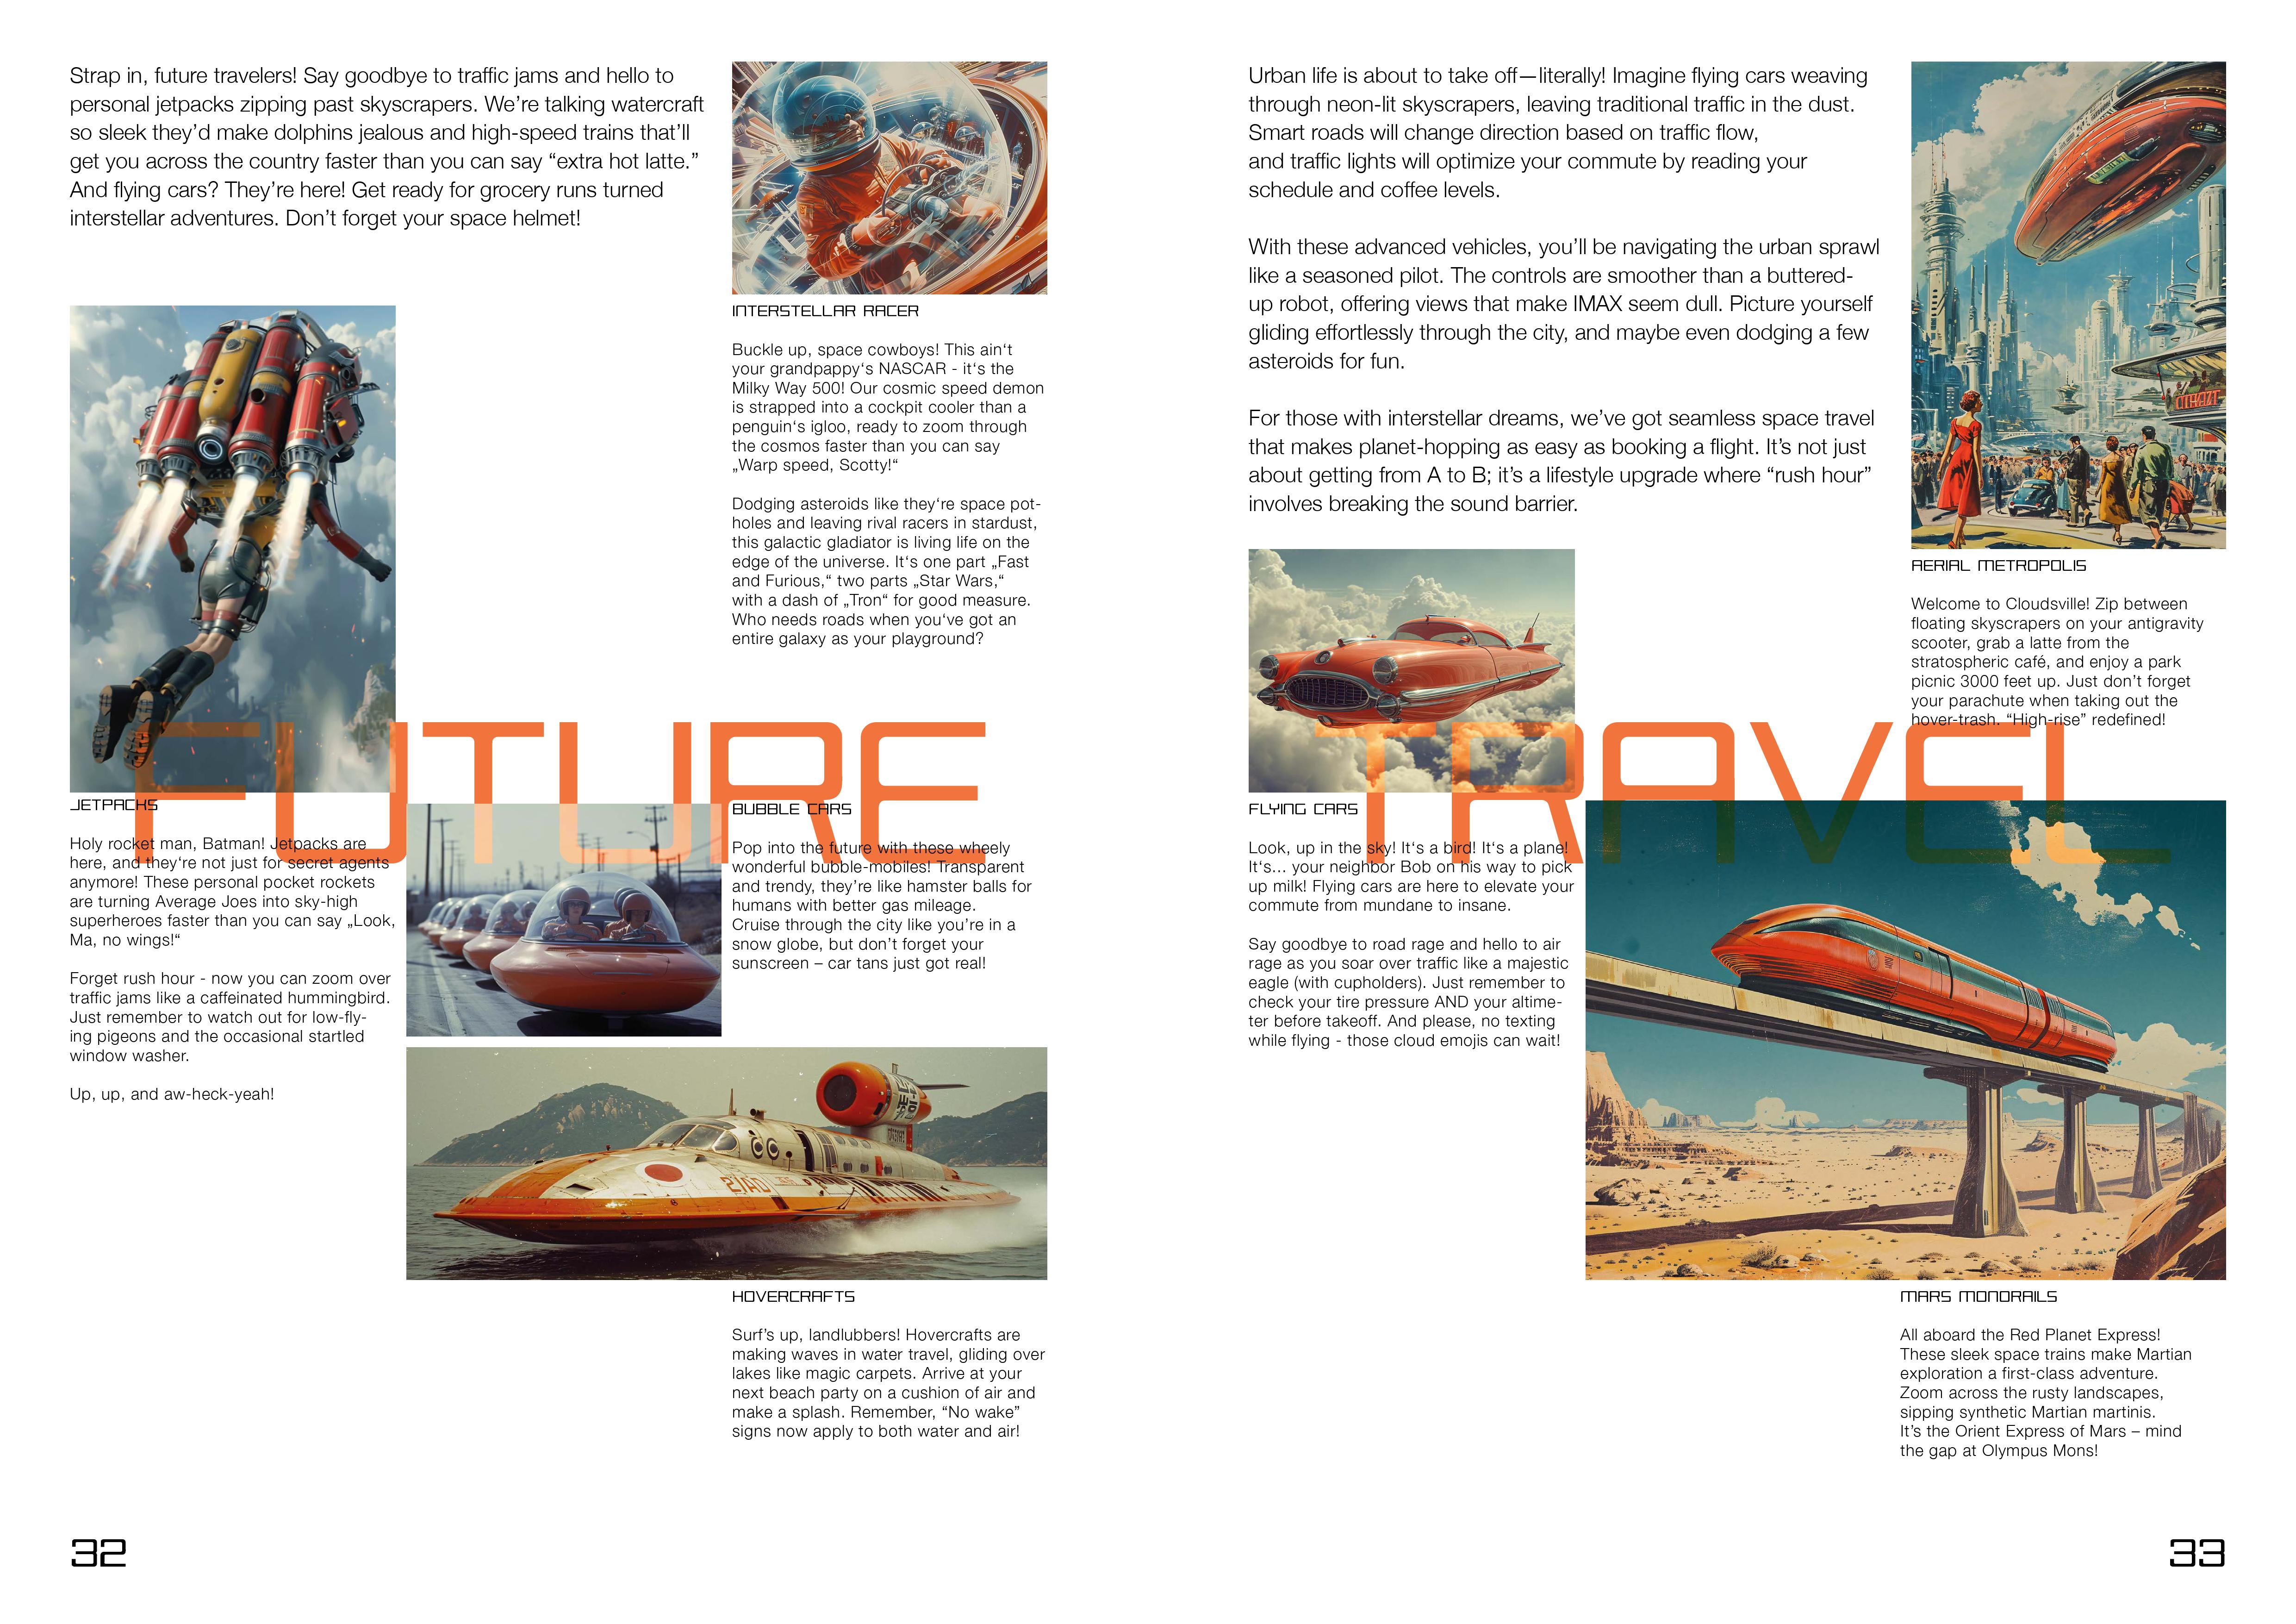 Strap in, future travelers! Say goodbye to traffic jams and hello to
personal jetpacks zipping past skyscrapers. We’re talking watercraft
so sleek they’d make dolphins jealous and high-speed trains that’ll
get you across the country faster than you can say “extra hot latte.”
And flying cars? They’re here! Get ready for grocery runs turned
interstellar adventures. Don’t forget your space helmet!
INTERSTELLAR RACER
Buckle up, space cowboys! This ain‘t
your grandpappy‘s NASCAR - it‘s the
Milky Way 500! Our cosmic speed demon
is strapped into a cockpit cooler than a
penguin‘s igloo, ready to zoom through
the cosmos faster than you can say
„Warp speed, Scotty!“
Dodging asteroids like they‘re space pot-
holes and leaving rival racers in stardust,
this galactic gladiator is living life on the
edge of the universe. It‘s one part „Fast
and Furious,“ two parts „Star Wars,“
with a dash of „Tron“ for good measure.
Who needs roads when you‘ve got an
entire galaxy as your playground?
FUTURE
JETPACKS
Holy rocket man, Batman! Jetpacks are
here, and they‘re not just for secret agents
anymore! These personal pocket rockets
are turning Average Joes into sky-high
superheroes faster than you can say „Look,
Ma, no wings!“
Forget rush hour - now you can zoom over
traffic jams like a caffeinated hummingbird.
Just remember to watch out for low-fly-
ing pigeons and the occasional startled
window washer.
Up, up, and aw-heck-yeah!
BUBBLE CARS
Pop into the future with these wheely
wonderful bubble-mobiles! Transparent
and trendy, they’re like hamster balls for
humans with better gas mileage.
Cruise through the city like you’re in a
snow globe, but don’t forget your
sunscreen – car tans just got real!
HOVERCRAFTS
Surf’s up, landlubbers! Hovercrafts are
making waves in water travel, gliding over
lakes like magic carpets. Arrive at your
next beach party on a cushion of air and
make a splash. Remember, “No wake”
signs now apply to both water and air!
32
Urban life is about to take off—literally! Imagine flying cars weaving
through neon-lit skyscrapers, leaving traditional traffic in the dust.
Smart roads will change direction based on traffic flow,
and traffic lights will optimize your commute by reading your
schedule and coffee levels.
With these advanced vehicles, you’ll be navigating the urban sprawl
like a seasoned pilot. The controls are smoother than a buttered-
up robot, offering views that make IMAX seem dull. Picture yourself
gliding effortlessly through the city, and maybe even dodging a few
asteroids for fun.
For those with interstellar dreams, we’ve got seamless space travel
that makes planet-hopping as easy as booking a flight. It’s not just
about getting from A to B; it’s a lifestyle upgrade where “rush hour”
involves breaking the sound barrier.
AERIAL METROPOLIS
Welcome to Cloudsville! Zip between
floating skyscrapers on your antigravity
scooter, grab a latte from the
stratospheric café, and enjoy a park
picnic 3000 feet up. Just don’t forget
your parachute when taking out the
hover-trash. “High-rise” redefined!
TRAVEL
FLYING CARS
Look, up in the sky! It‘s a bird! It‘s a plane!
It‘s... your neighbor Bob on his way to pick
up milk! Flying cars are here to elevate your
commute from mundane to insane.
Say goodbye to road rage and hello to air
rage as you soar over traffic like a majestic
eagle (with cupholders). Just remember to
check your tire pressure AND your altime-
ter before takeoff. And please, no texting
while flying - those cloud emojis can wait!
MARS MONORAILS
All aboard the Red Planet Express!
These sleek space trains make Martian
exploration a first-class adventure.
Zoom across the rusty landscapes,
sipping synthetic Martian martinis.
It’s the Orient Express of Mars – mind
the gap at Olympus Mons!
33